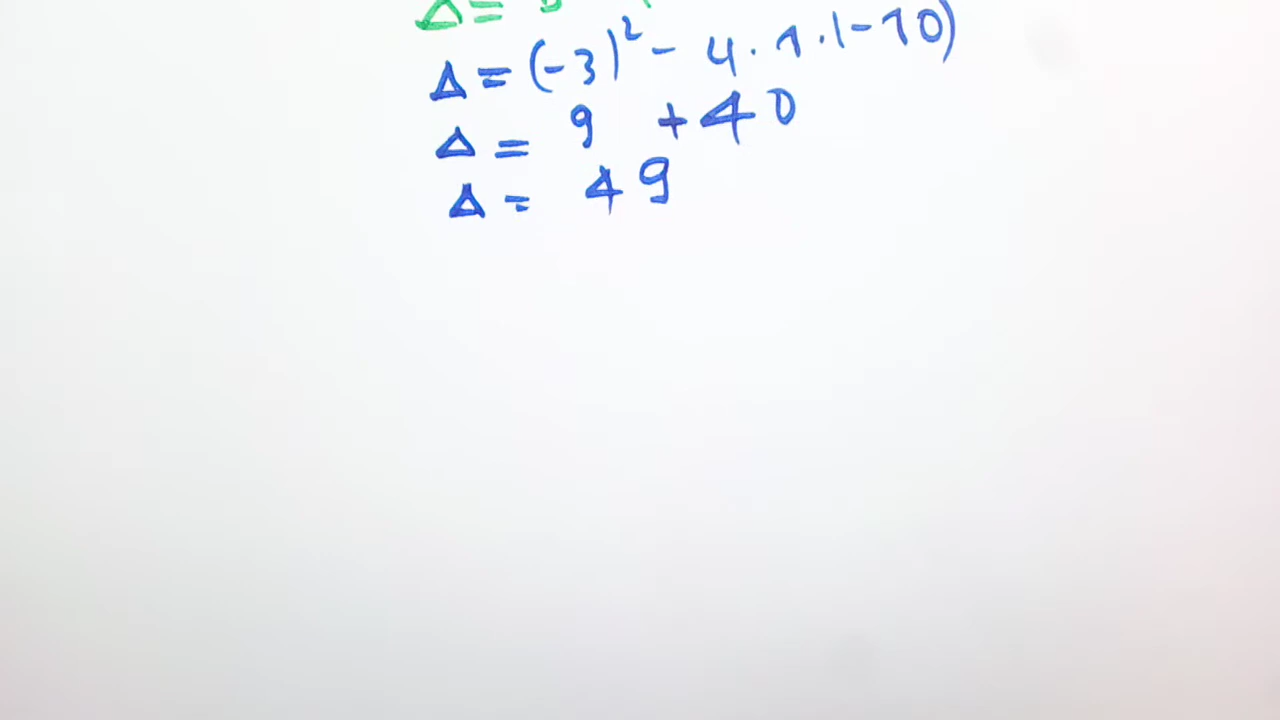 Δ =
Δ = (-3)² - 4 · 1 · (-10)
Δ = 9 + 40
Δ = 49